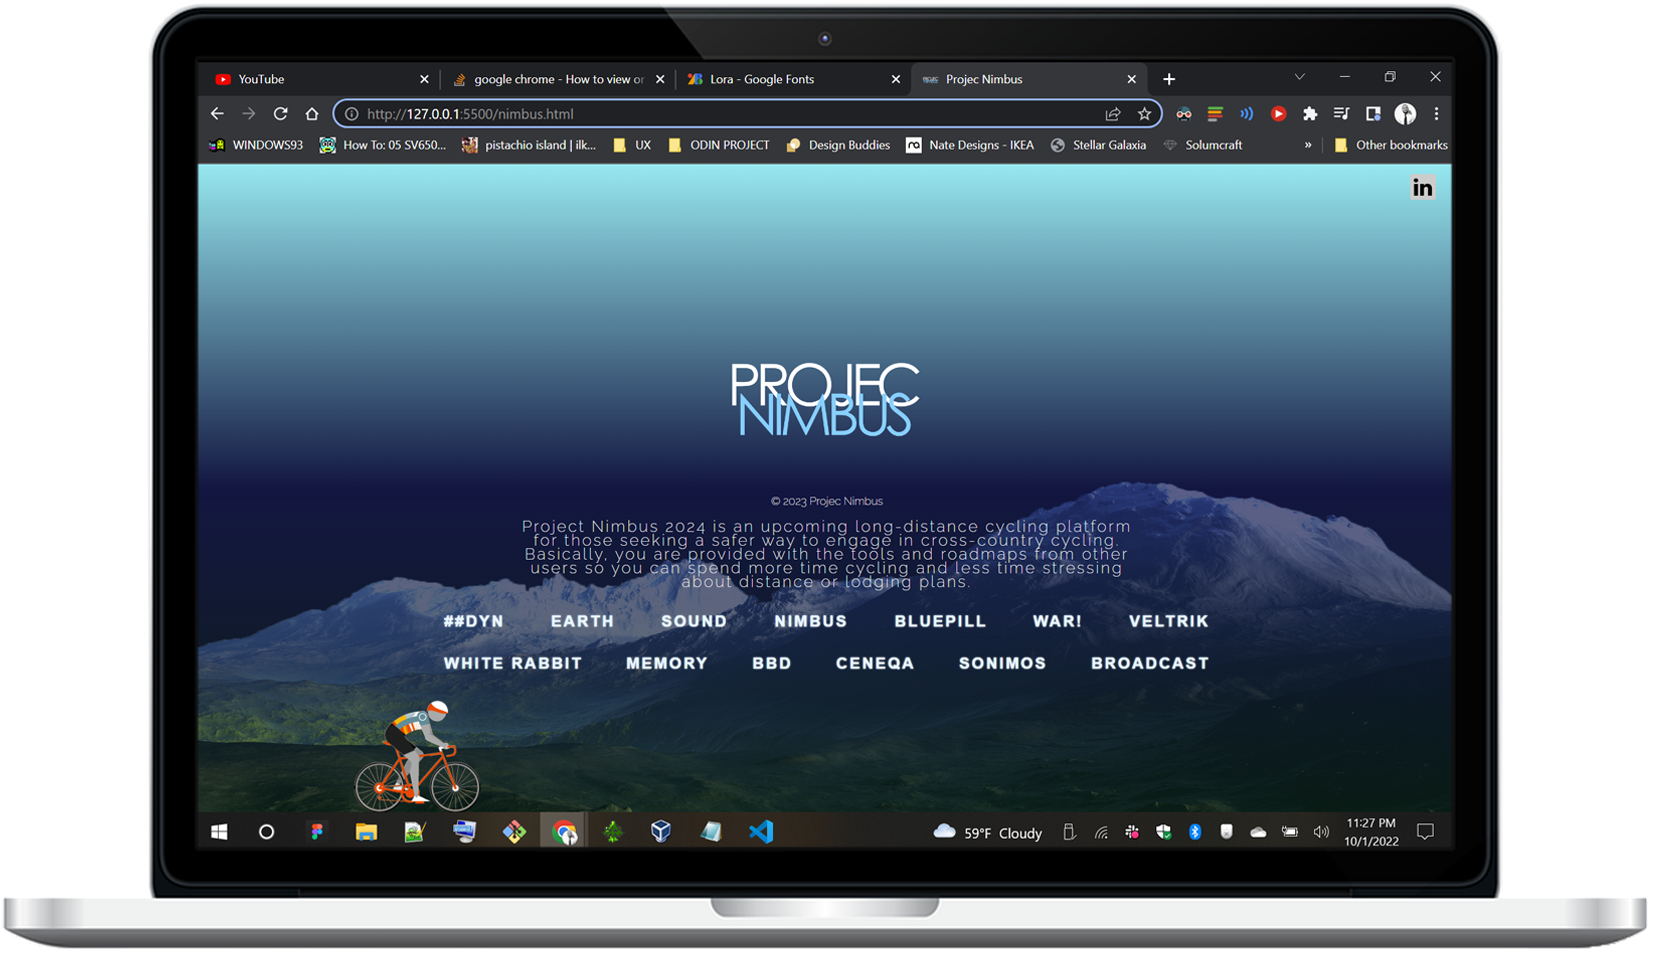 YouTube
google chrome - How to view or
Lora - Google Fonts
Projec Nimbus
http://127.0.0.1:5500/nimbus.html
WINDOWS93
How To: 05 SV650...
pistachio island | ilk...
UX
ODIN PROJECT
Design Buddies
Nate Designs - IKEA
Stellar Galaxia
Solumcraft
»
Other bookmarks
in
PROJEC
NIMBUS
© 2023 Projec Nimbus
Project Nimbus 2024 is an upcoming long-distance cycling platform
for those seeking a safer way to engage in cross-country cycling.
Basically, you are provided with the tools and roadmaps from other
users so you can spend more time cycling and less time stressing
about distance or lodging plans.
##DYN EARTH SOUND NIMBUS BLUEPILL WAR! VELTRIK
WHITE RABBIT MEMORY BBD CENEQA SONIMOS BROADCAST
59°F Cloudy
11:27 PM
10/1/2022